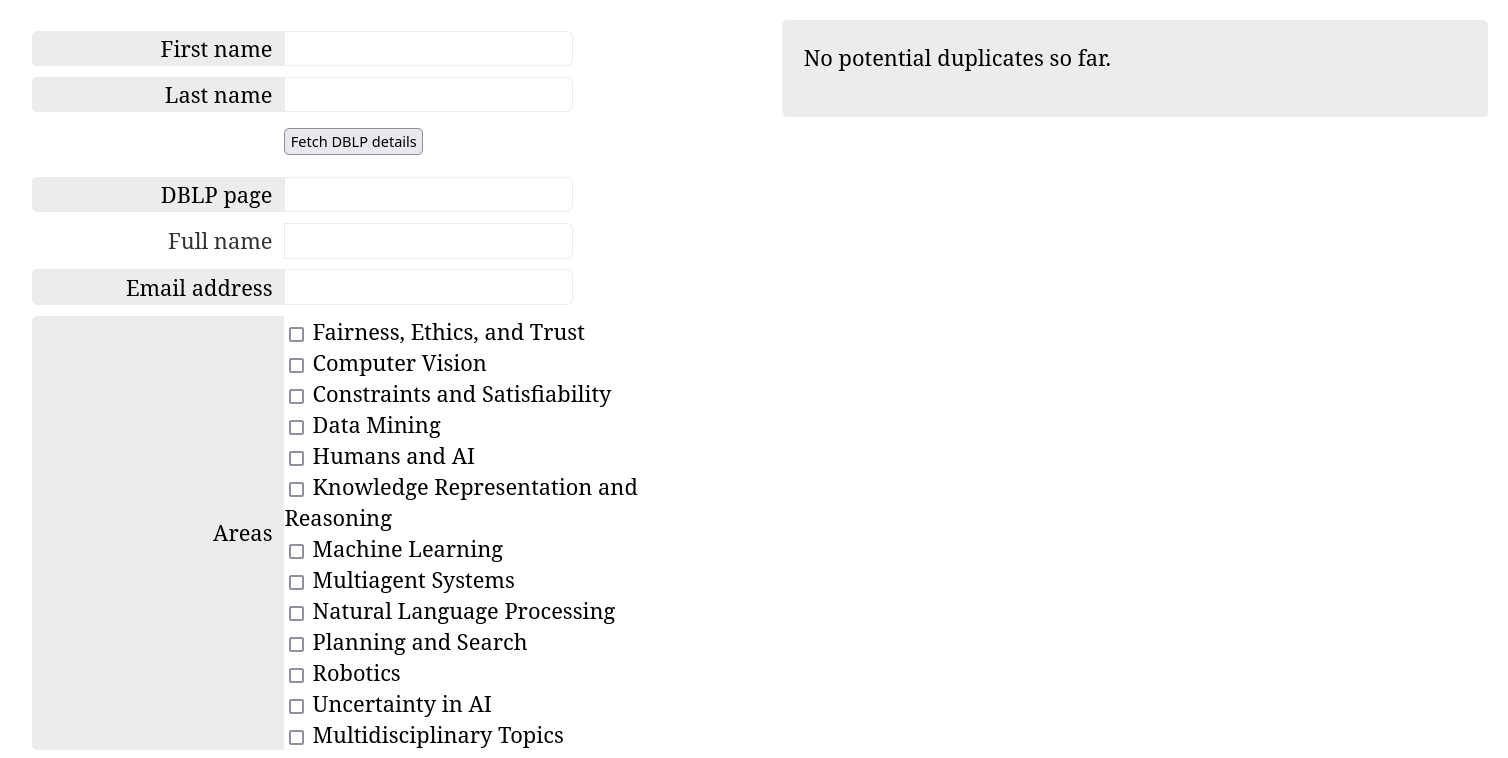 First name
Last name
Fetch DBLP details
DBLP page
Full name
Email address
Areas
Fairness, Ethics, and Trust
Computer Vision
Constraints and Satisfiability
Data Mining
Humans and AI
Knowledge Representation and
Reasoning
Machine Learning
Multiagent Systems
Natural Language Processing
Planning and Search
Robotics
Uncertainty in AI
Multidisciplinary Topics
No potential duplicates so far.